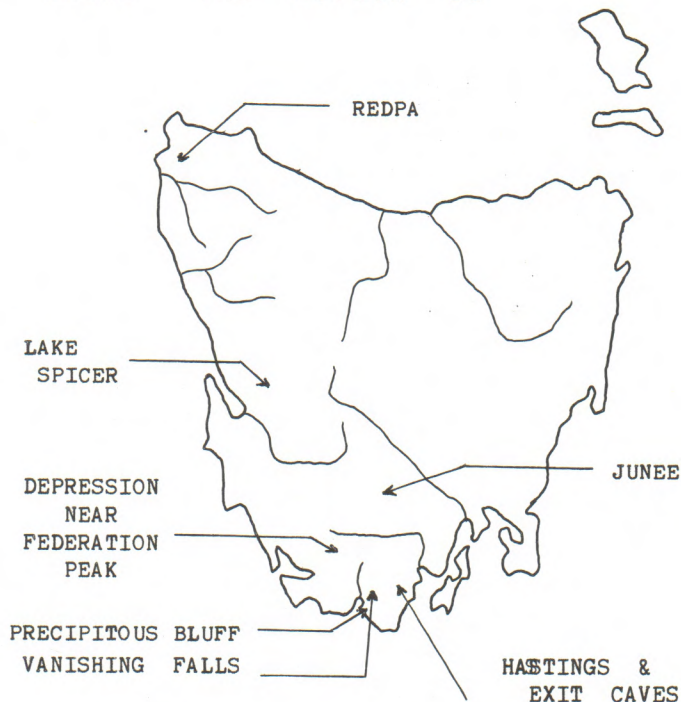 REDPA
LAKE
SPICER
JUNEE
DEPRESSION
NEAR
FEDERATION
PEAK
PRECIPITOUS BLUFF
VANISHING FALLS
HASTINGS &
EXIT CAVES